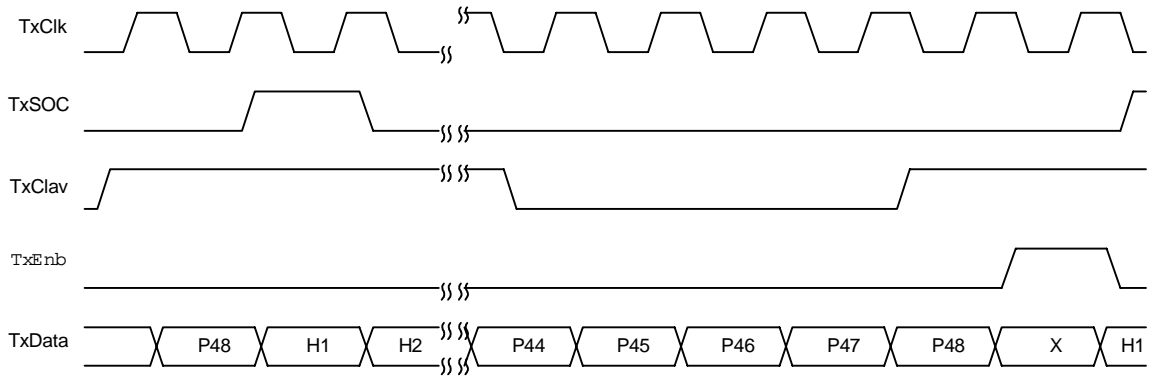 TxClk
TxSOC
TxClav
TxEnb
TxData P48 H1 H2 P44 P45 P46 P47 P48 X H1